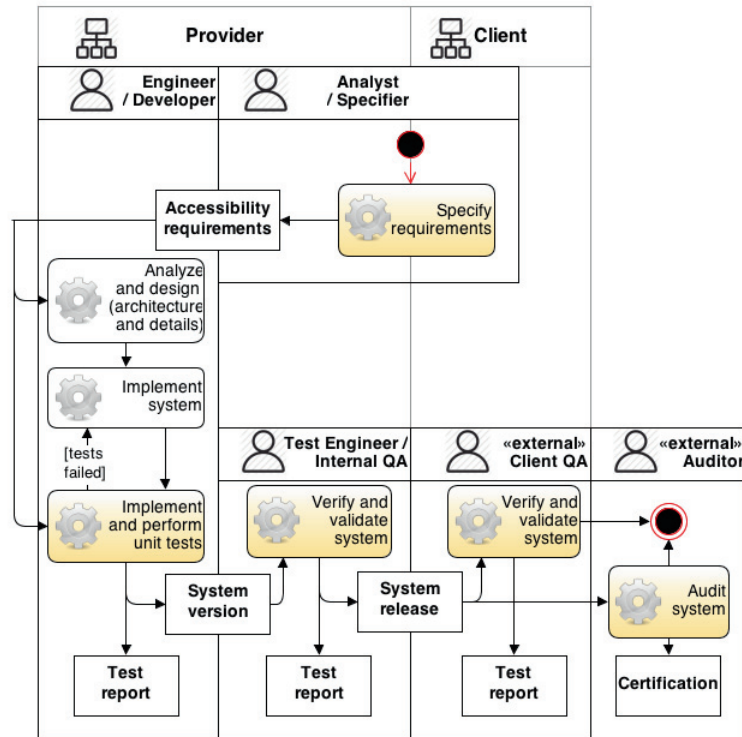 Provider
Client
Engineer
/ Developer
Analyst
/ Specifier
Accessibility
requirements
Specify
requirements
Analyze
and design
(architecture
and details)
Implement
system
[tests
failed]
Test Engineer /
Internal QA
«external»
Client QA
«external»
Auditor
Implement
and perform
unit tests
Verify and
validate
system
Verify and
validate
system
System
version
System
release
Audit
system
Test
report
Test
report
Test
report
Certification